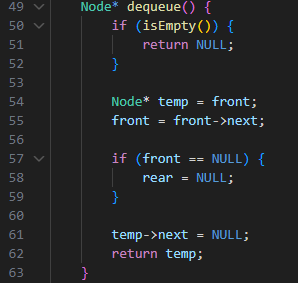 49 Node* dequeue() {
50 if (isEmpty()) {
51 return NULL;
52 }
53
54 Node* temp = front;
55 front = front->next;
56
57 if (front == NULL) {
58 rear = NULL;
59 }
60
61 temp->next = NULL;
62 return temp;
63 }